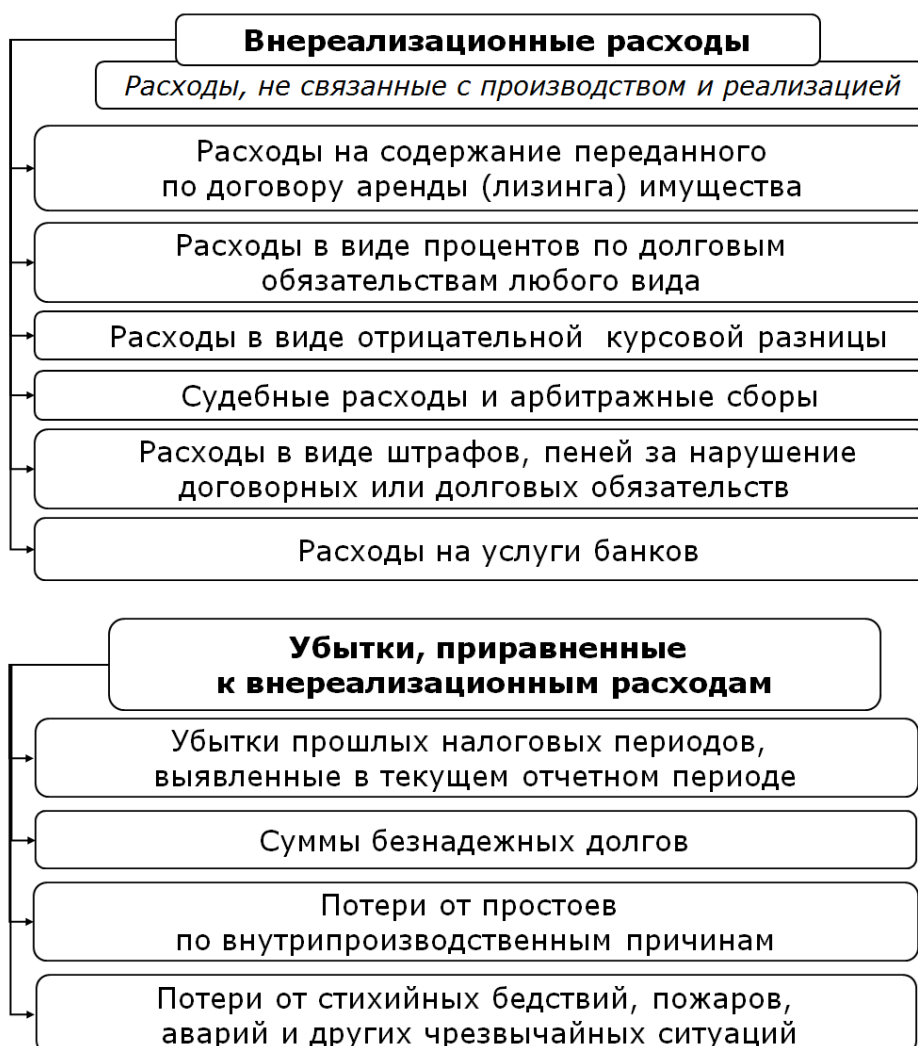 Внереализационные расходы
Расходы, не связанные с производством и реализацией
Расходы на содержание переданного
по договору аренды (лизинга) имущества
Расходы в виде процентов по долговым
обязательствам любого вида
Расходы в виде отрицательной курсовой разницы
Судебные расходы и арбитражные сборы
Расходы в виде штрафов, пеней за нарушение
договорных или долговых обязательств
Расходы на услуги банков
Убытки, приравненные
к внереализационным расходам
Убытки прошлых налоговых периодов,
выявленные в текущем отчетном периоде
Суммы безнадежных долгов
Потери от простоев
по внутрипроизводственным причинам
Потери от стихийных бедствий, пожаров,
аварий и других чрезвычайных ситуаций